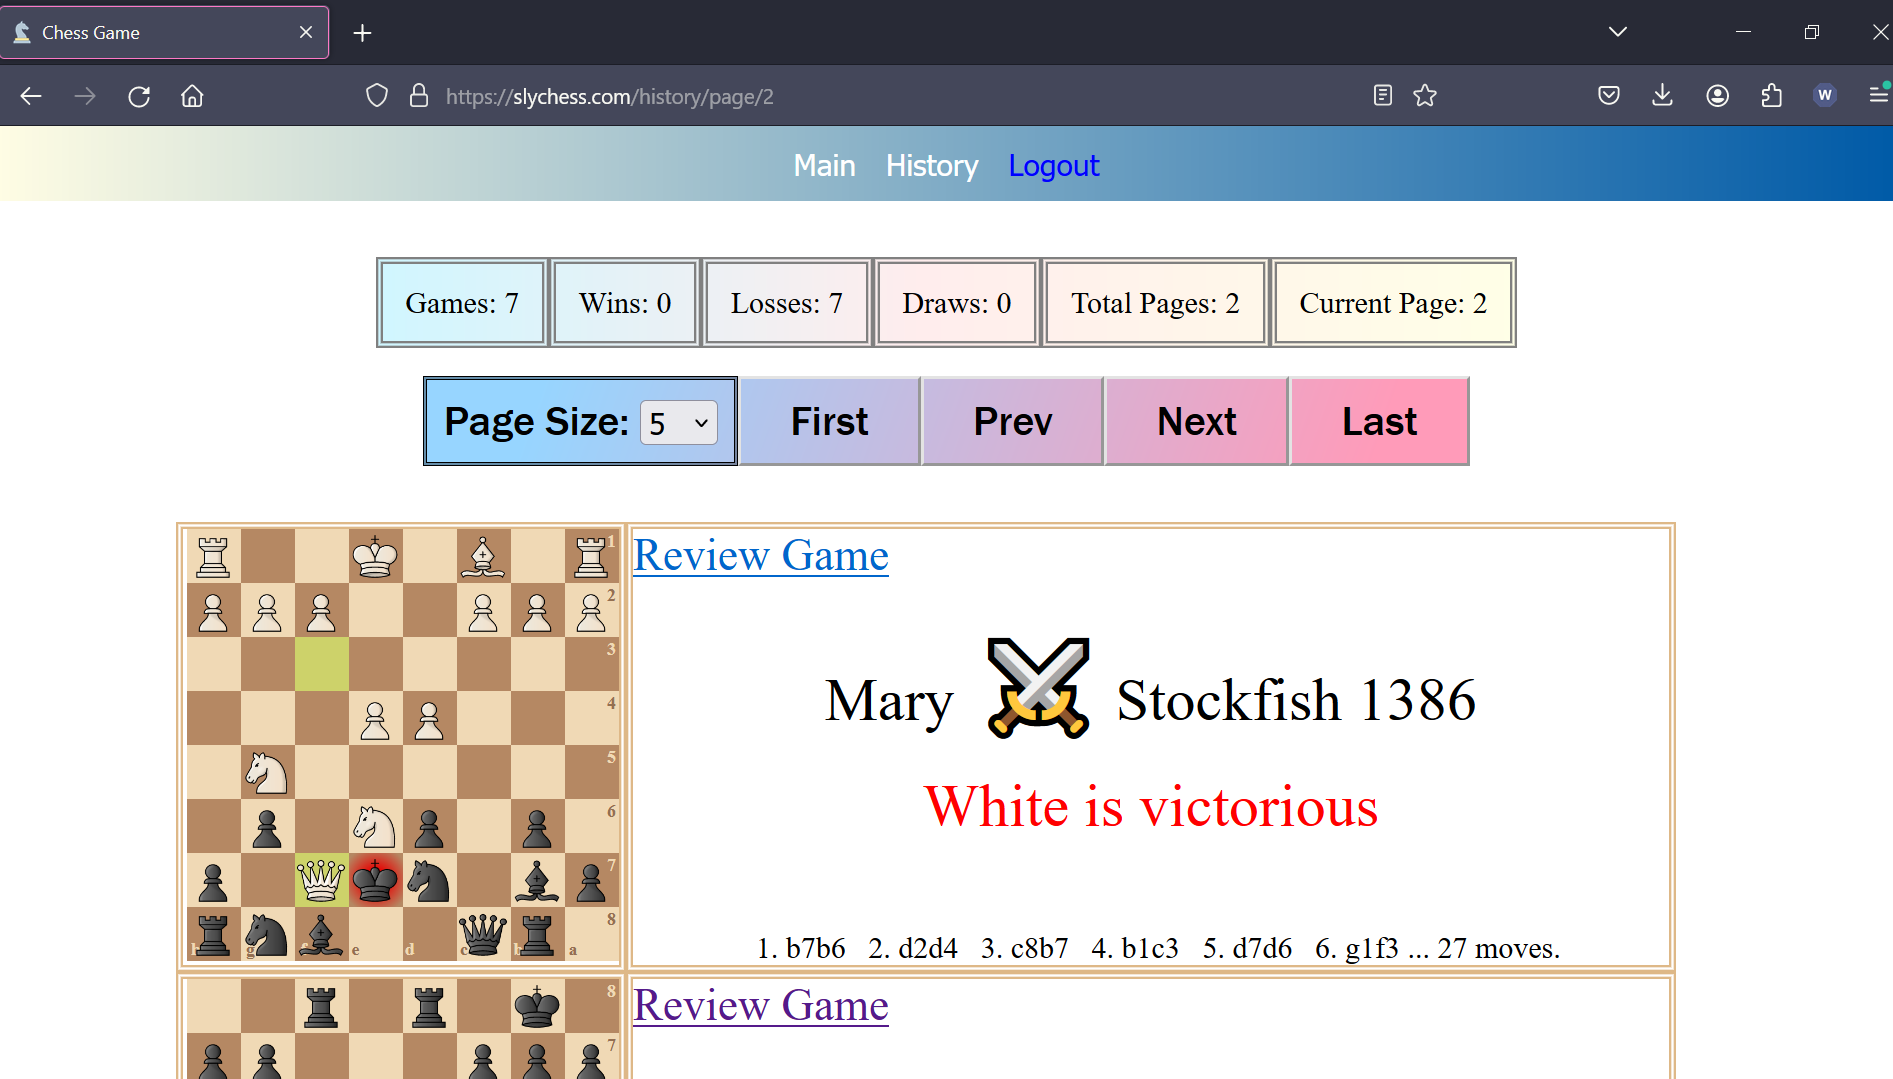 Chess Game
https://slychess.com/history/page/2
W
Main History Logout
Games: 7 Wins: 0 Losses: 7 Draws: 0 Total Pages: 2 Current Page: 2
Page Size: 5 First Prev Next Last
1
2
3
4
5
6
7
8
h g f e d c b a
Review Game
Mary Stockfish 1386
White is victorious
1. b7b6 2. d2d4 3. c8b7 4. b1c3 5. d7d6 6. g1f3 ... 27 moves.
8
7
Review Game